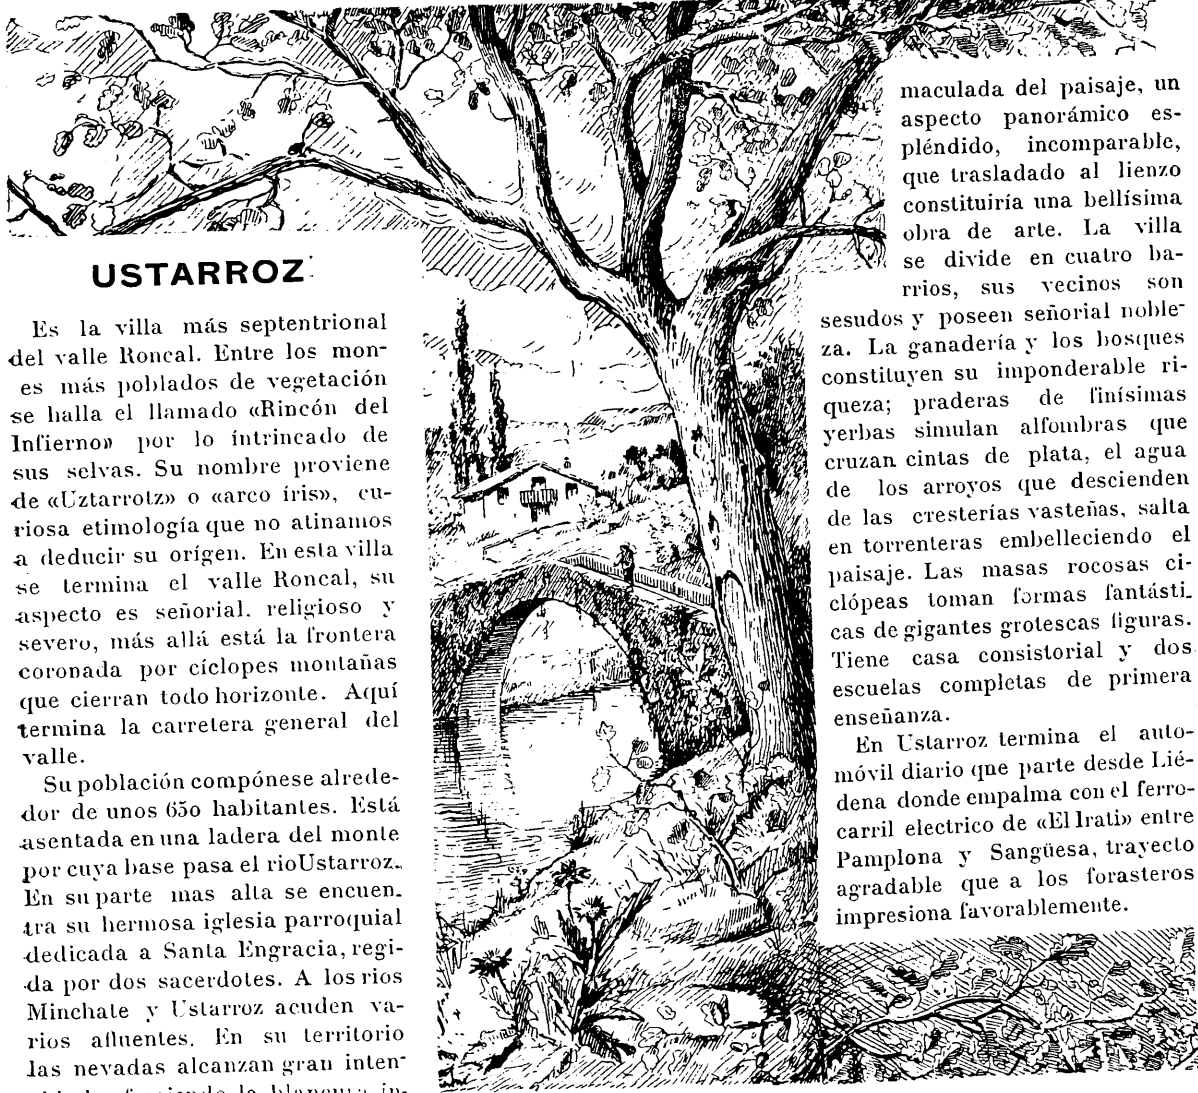 USTARROZ
Es la villa más septentrional
del valle Roncal. Entre los mon-
es más poblados de vegetación
se halla el llamado «Rincón del
Infierno» por lo intrincado de
sus selvas. Su nombre proviene
de «Uztarrotz» o «arco íris», cu-
riosa etimología que no atinamos
a deducir su orígen. En esta villa
se termina el valle Roncal, su
aspecto es señorial. religioso y
severo, más allá está la frontera
coronada por cíclopes montañas
que cierran todo horizonte. Aquí
termina la carretera general del
valle.
Su población compónese alrede-
dor de unos 650 habitantes. Está
asentada en una ladera del monte
por cuya base pasa el rio Ustarroz.
En su parte mas alta se encuen-
tra su hermosa iglesia parroquial
dedicada a Santa Engracia, regi-
da por dos sacerdotes. A los rios
Minchate y Ustarroz acuden va-
rios afluentes. En su territorio
las nevadas alcanzan gran inten-
la blancura in-
maculada del paisaje, un
aspecto panorámico es-
pléndido, incomparable,
que trasladado al lienzo
constituiría una bellísima
obra de arte. La villa
se divide en cuatro ba-
rrios, sus vecinos son
sesudos y poseen señorial noble-
za. La ganadería y los bosques
constituyen su imponderable ri-
queza; praderas de finísimas
yerbas simulan alfombras que
cruzan cintas de plata, el agua
de los arroyos que descienden
de las cresterías vasteñas, salta
en torrenteras embelleciendo el
paisaje. Las masas rocosas ci-
clópeas toman formas fantásti-
cas de gigantes grotescas figuras.
Tiene casa consistorial y dos
escuelas completas de primera
enseñanza.
En Ustarroz termina el auto-
móvil diario que parte desde Lié-
dena donde empalma con el ferro-
carril electrico de «El Irati» entre
Pamplona y Sangüesa, trayecto
agradable que a los forasteros
impresiona favorablemente.